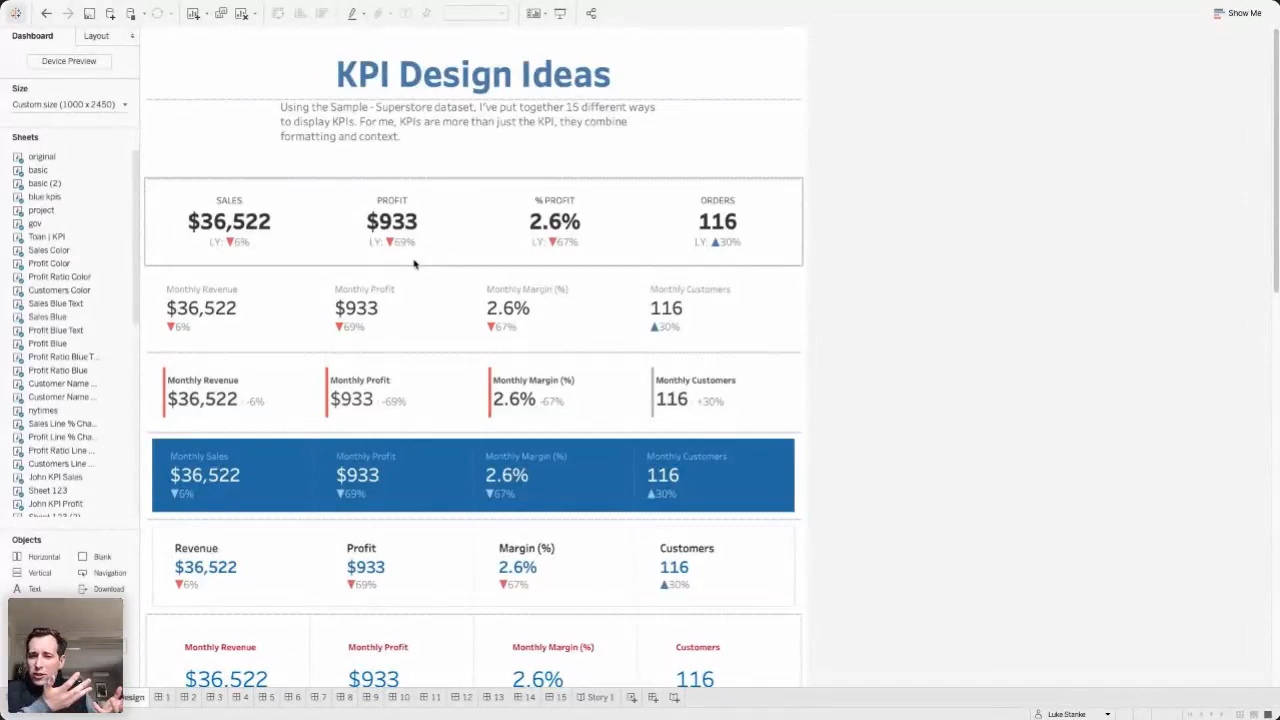 Show Me
Dashboard
Layout
Device Preview
Size
Custom size (1000 x 2450)
Sheets
original
basic
basic (2)
blue kpis
project
gov
Toan | KPI
Sales Color
Profit Color
Profit Ratio Color
Customers Color
Sales Blue Text
Sales Blue
Profit Blue Text
Profit Blue
Profit Ratio Blue T...
Profit Ratio Blue
Customer Name ...
Customer Name ...
nytimes
Sales Line % Cha...
Profit Line % Cha...
Profit Ratio Line ...
Customers Line ...
John KPI Sales
Sheet 123
John KPI Profit
Sheet 123 (2)
Objects
Horizontal
Blank
Vertical
Navigation
Text
Download
KPI Design Ideas
Using the Sample - Superstore dataset, I've put together 15 different ways
to display KPIs. For me, KPIs are more than just the KPI, they combine
formatting and context.
SALES PROFIT % PROFIT ORDERS
$36,522 $933 2.6% 116
LY: ▼6% LY: ▼69% LY: ▼67% LY: ▲30%
Monthly Revenue Monthly Profit Monthly Margin (%) Monthly Customers
$36,522 $933 2.6% 116
▼6% ▼69% ▼67% ▲30%
Monthly Revenue Monthly Profit Monthly Margin (%) Monthly Customers
$36,522 -6% $933 -69% 2.6% -67% 116 +30%
Monthly Sales Monthly Profit Monthly Margin (%) Monthly Customers
$36,522 $933 2.6% 116
▼6% ▼69% ▼67% ▲30%
Revenue Profit Margin (%) Customers
$36,522 $933 2.6% 116
▼6% ▼69% ▼67% ▲30%
Monthly Revenue Monthly Profit Monthly Margin (%) Customers
$36,522 $933 2.6% 116
esign 1 2 3 4 5 6 7 8 9 10 11 12 13 14 15 Story 1
Luke Stanke